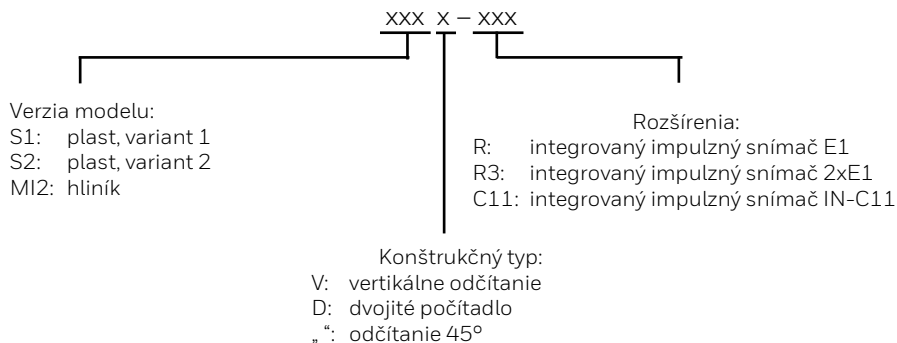 XXX X – XXX
Verzia modelu:
S1: plast, variant 1
S2: plast, variant 2
MI2: hliník
Rozšírenia:
R: integrovaný impulzný snímač E1
R3: integrovaný impulzný snímač 2xE1
C11: integrovaný impulzný snímač IN-C11
Konštrukčný typ:
V: vertikálne odčítanie
D: dvojité počítadlo
„ “: odčítanie 45°